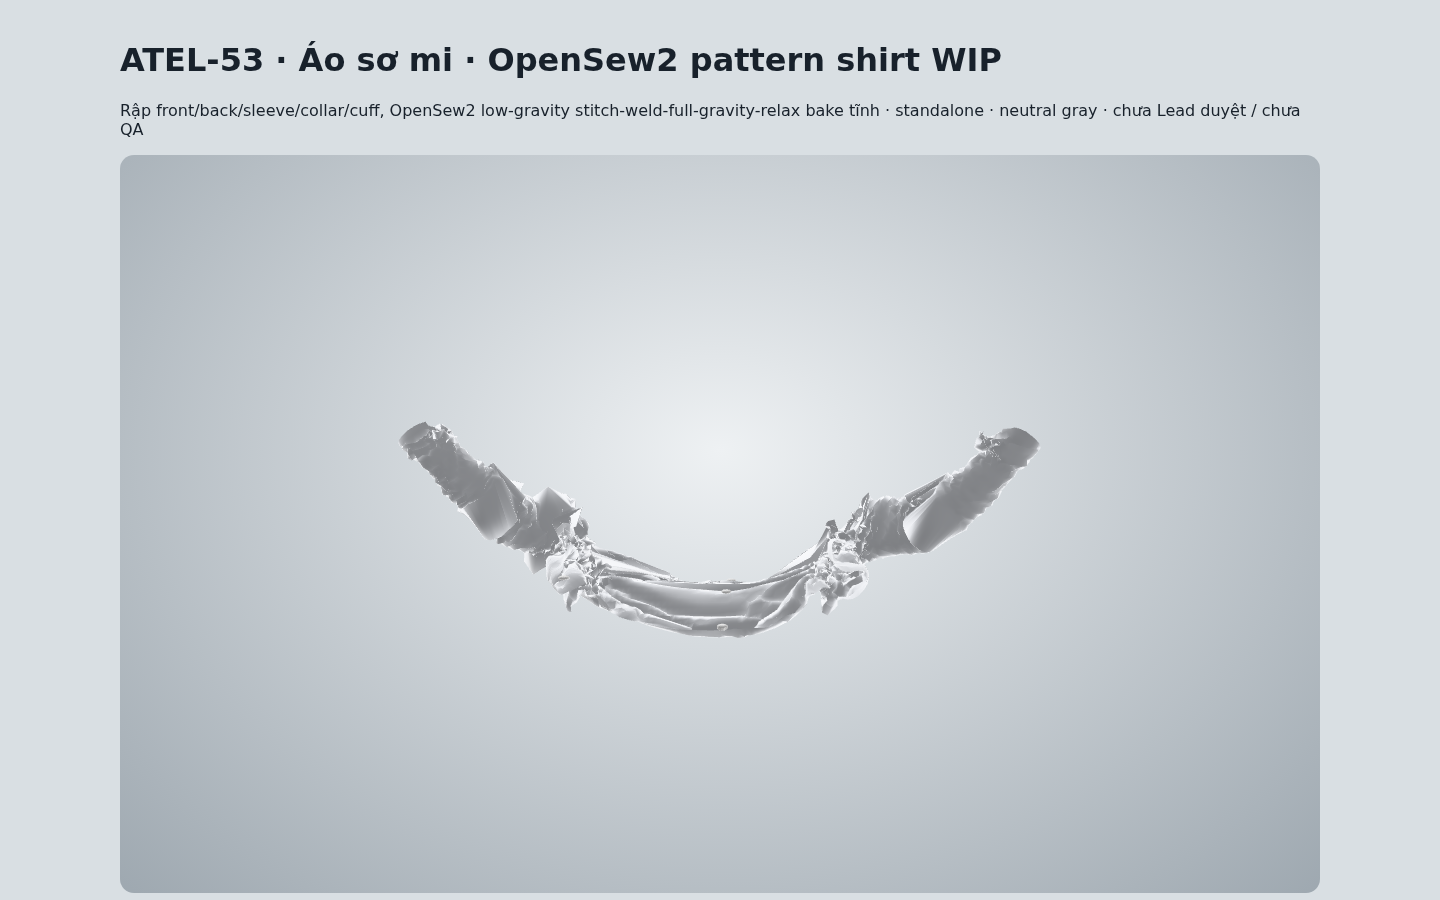 ATEL-53 · Áo sơ mi · OpenSew2 pattern shirt WIP
Rập front/back/sleeve/collar/cuff, OpenSew2 low-gravity stitch-weld-full-gravity-relax bake tĩnh · standalone · neutral gray · chưa Lead duyệt / chưa
QA